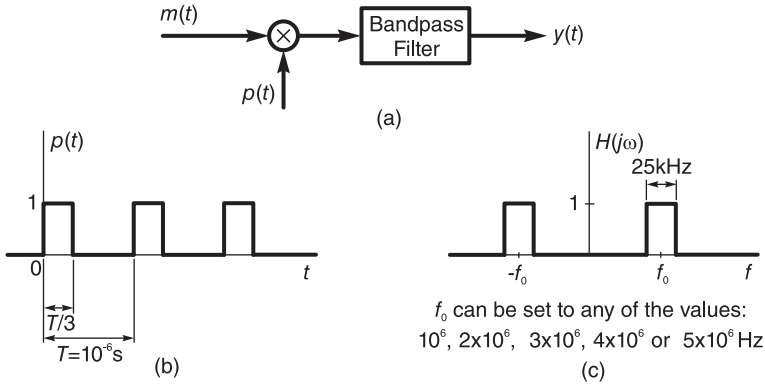 m(t)
×
Bandpass
Filter
y(t)
p(t)
(a)
p(t)
1
0
t
T/3
T=10⁻⁶s
(b)
H(jω)
25kHz
1
-f₀
f₀
f
f₀ can be set to any of the values:
10⁶, 2x10⁶, 3x10⁶, 4x10⁶ or 5x10⁶ Hz
(c)